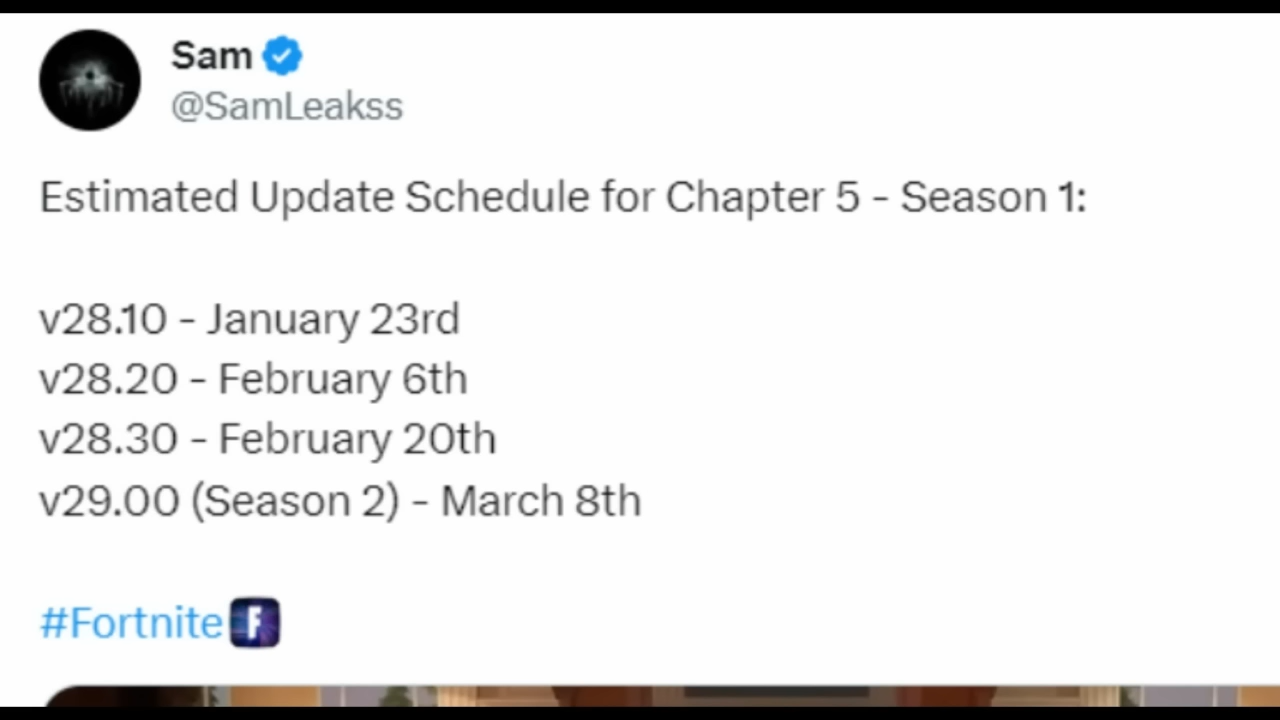 Sam
@SamLeakss
Estimated Update Schedule for Chapter 5 - Season 1:
v28.10 - January 23rd
v28.20 - February 6th
v28.30 - February 20th
v29.00 (Season 2) - March 8th
#Fortnite F